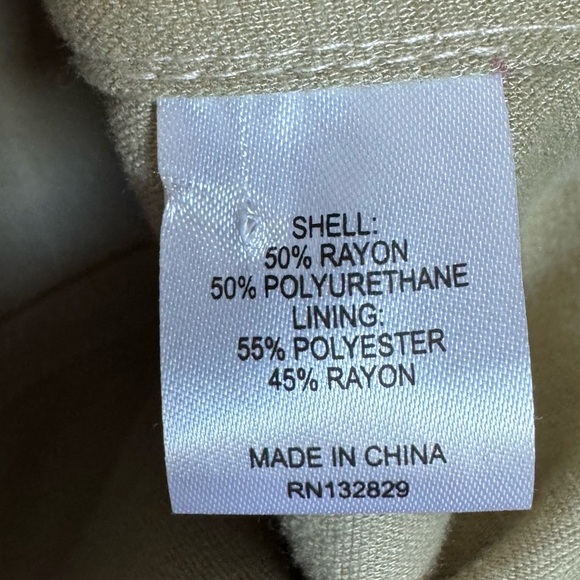 SHELL:
50% RAYON
50% POLYURETHANE
LINING:
55% POLYESTER
45% RAYON
MADE IN CHINA
RN132829